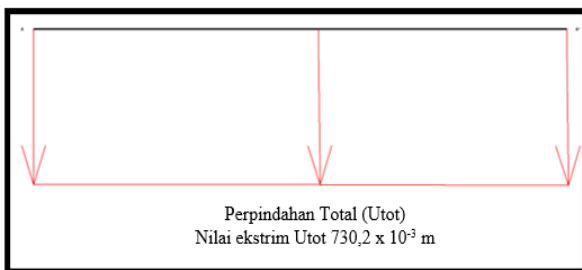 Perpindahan Total (Utot)
Nilai ekstrim Utot 730,2 x 10⁻³ m